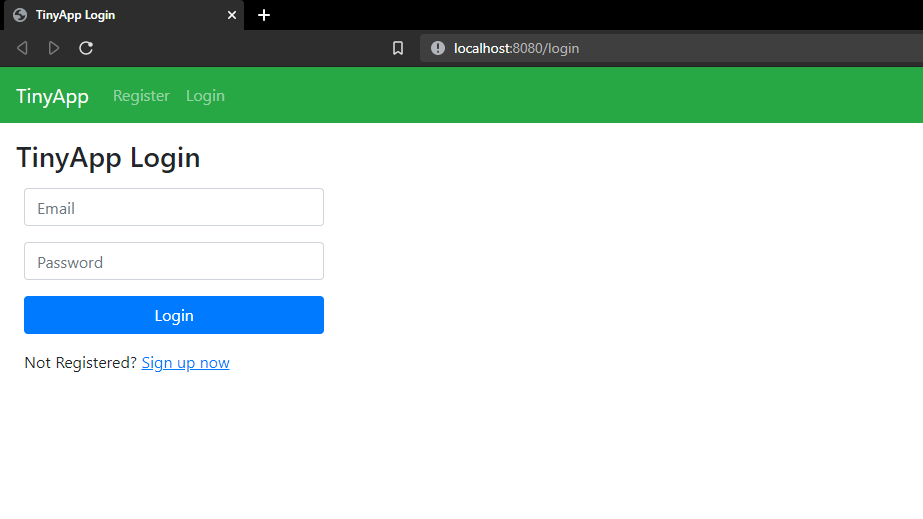 TinyApp Login
localhost:8080/login
TinyApp Register Login
TinyApp Login
Email
Password
Login
Not Registered? Sign up now